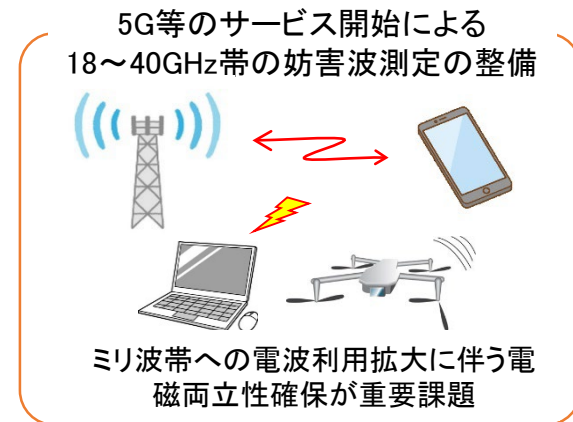 5G等のサービス開始による
18～40GHz帯の妨害波測定の整備
ミリ波帯への電波利用拡大に伴う電
磁両立性確保が重要課題